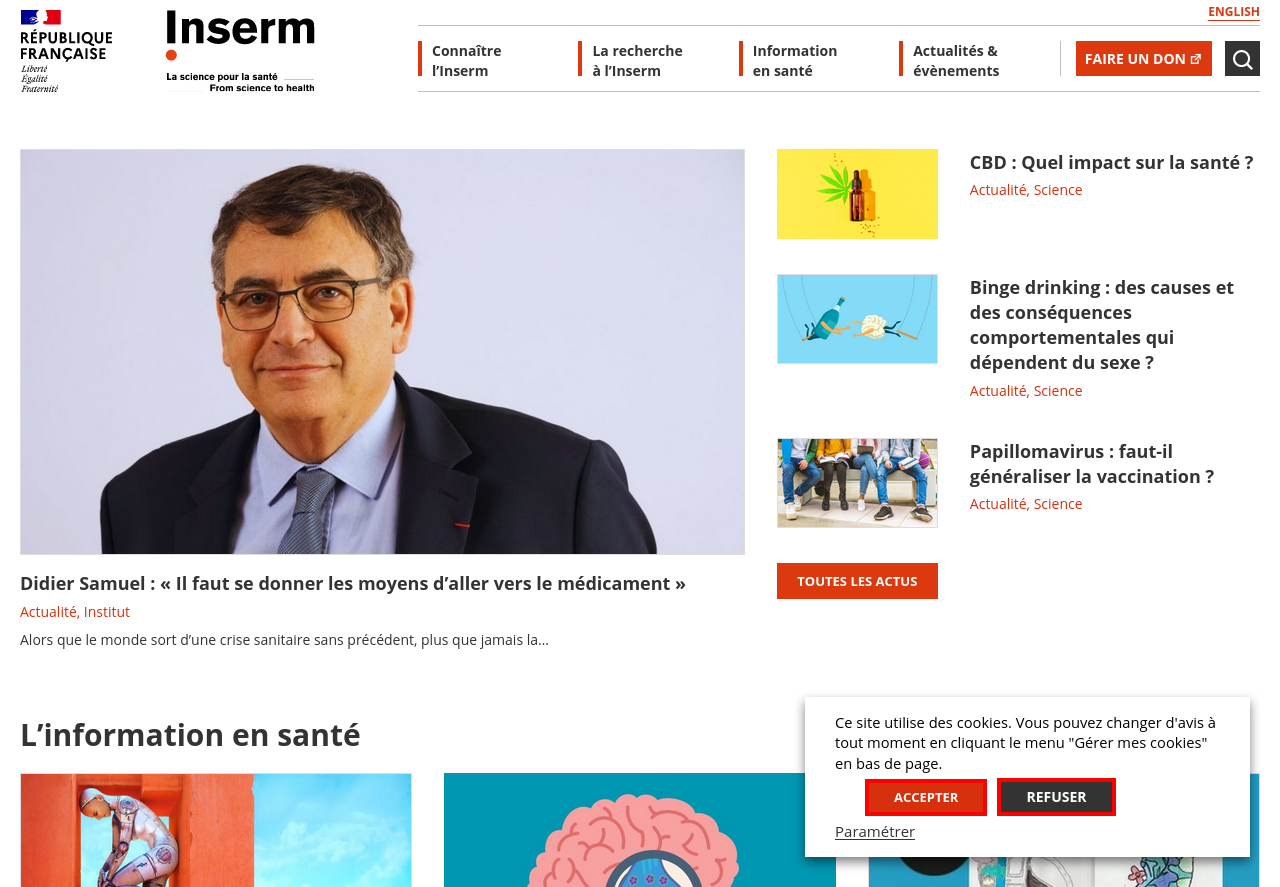 ENGLISH
RÉPUBLIQUE
FRANÇAISE
Liberté
Égalité
Fraternité
Inserm
La science pour la santé
From science to health
Connaître
l’Inserm
La recherche
à l’Inserm
Information
en santé
Actualités &
évènements
FAIRE UN DON
CBD : Quel impact sur la santé ?
Actualité, Science
Binge drinking : des causes et
des conséquences
comportementales qui
dépendent du sexe ?
Actualité, Science
Papillomavirus : faut-il
généraliser la vaccination ?
Actualité, Science
TOUTES LES ACTUS
Didier Samuel : « Il faut se donner les moyens d’aller vers le médicament »
Actualité, Institut
Alors que le monde sort d’une crise sanitaire sans précédent, plus que jamais la…
L’information en santé
Ce site utilise des cookies. Vous pouvez changer d'avis à
tout moment en cliquant le menu "Gérer mes cookies"
en bas de page.
ACCEPTER
REFUSER
Paramétrer